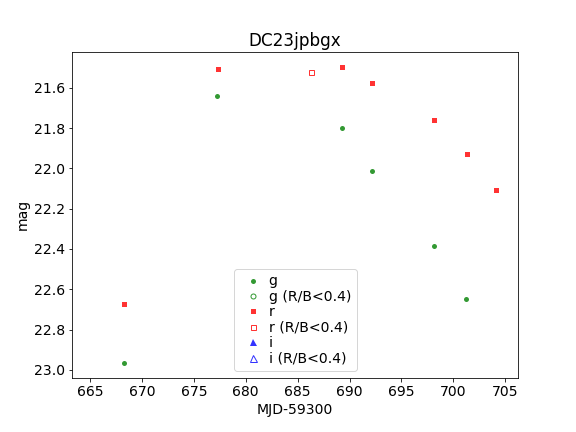 DC23jpbgx
21.6
21.8
22.0
22.2
22.4
22.6
22.8
23.0
mag
g
g (R/B<0.4)
r
r (R/B<0.4)
i
i (R/B<0.4)
665 670 675 680 685 690 695 700 705
MJD-59300